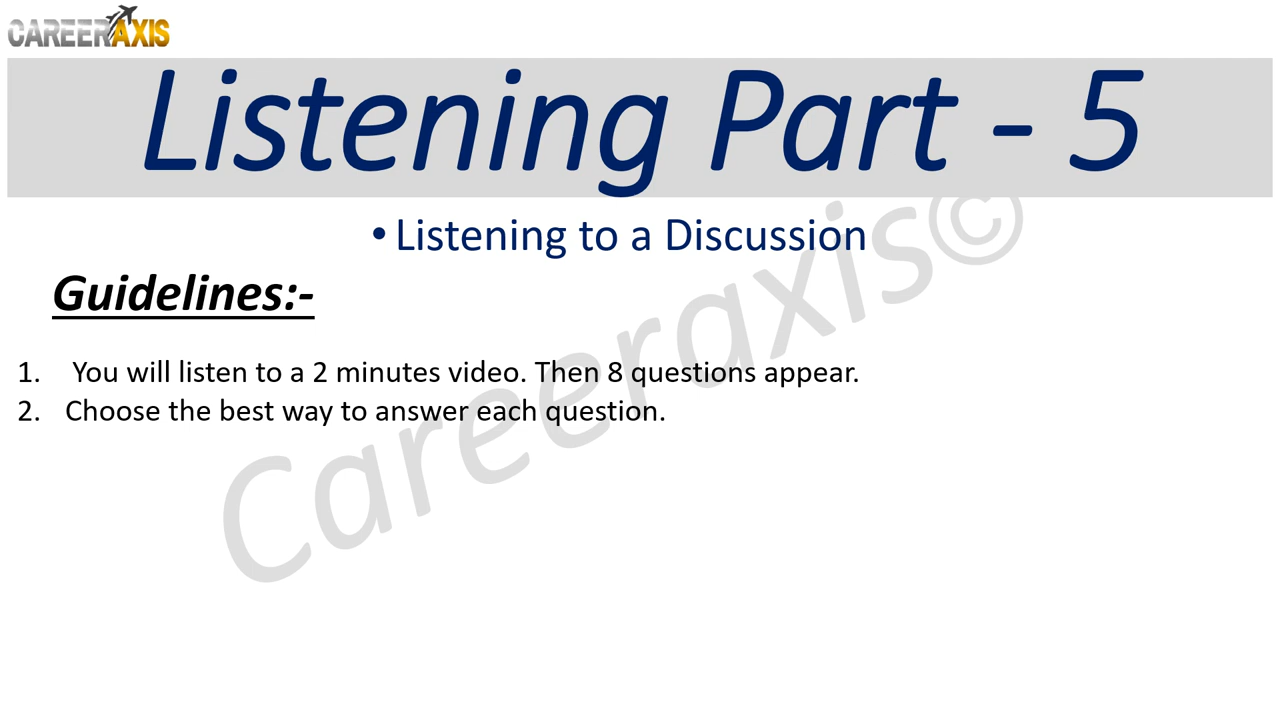 CAREERAXIS
Listening Part - 5
• Listening to a Discussion
Guidelines:-
1. You will listen to a 2 minutes video. Then 8 questions appear.
2. Choose the best way to answer each question.
Careeraxis©